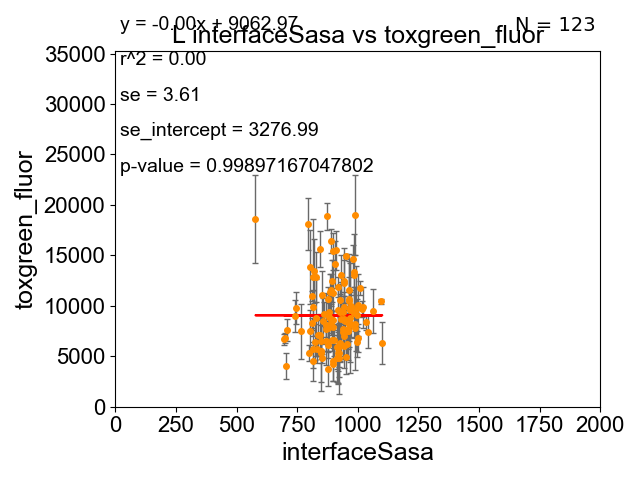 y = -0.00x + 9062.97
N = 123
L interfaceSasa vs toxgreen_fluor
r^2 = 0.00
se = 3.61
se_intercept = 3276.99
p-value = 0.99897167047802
35000
30000
25000
20000
15000
10000
5000
0
toxgreen_fluor
0 250 500 750 1000 1250 1500 1750 2000
interfaceSasa